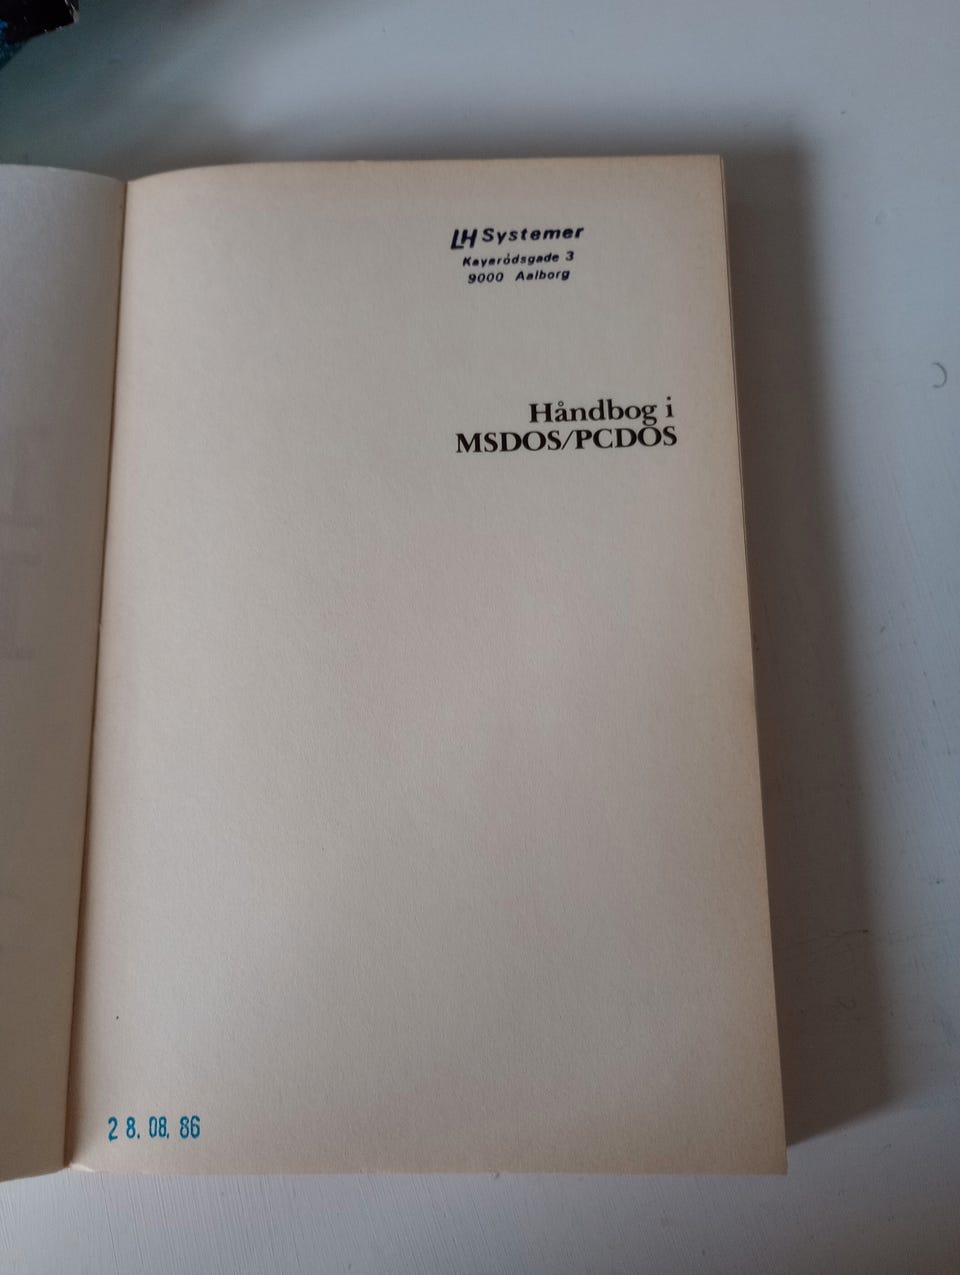 LH Systemer
Kayerødsgade 3
9000 Aalborg
Håndbog i
MSDOS/PCDOS
28.08.86